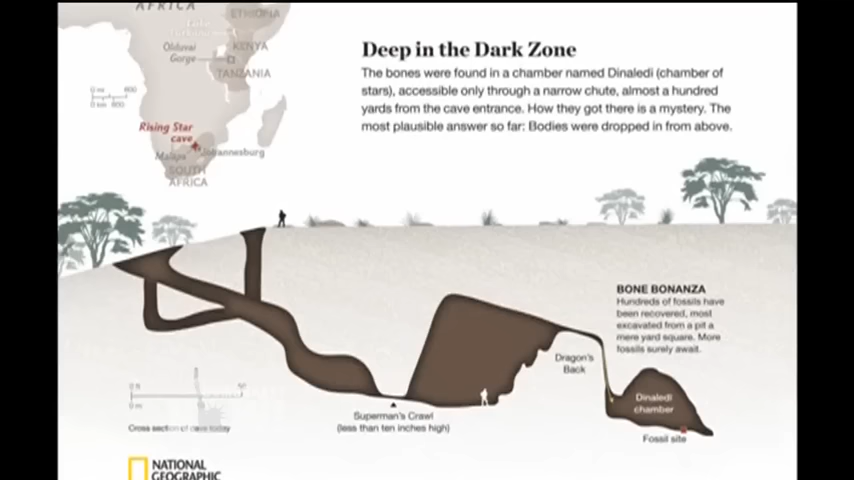 AFRICA
ETHIOPIA
Olduvai
Gorge
KENYA
TANZANIA
Rising Star
cave
Malapa
Johannesburg
SOUTH
AFRICA
Deep in the Dark Zone
The bones were found in a chamber named Dinaledi (chamber of
stars), accessible only through a narrow chute, almost a hundred
yards from the cave entrance. How they got there is a mystery. The
most plausible answer so far: Bodies were dropped in from above.
BONE BONANZA
Hundreds of fossils have
been recovered, most
excavated from a pit a
mere yard square. More
fossils surely await.
Dragon's
Back
Dinaledi
chamber
Fossil site
Superman's Crawl
(less than ten inches high)
0 ft
50
0 m
Cross section of cave today
NATIONAL
GEOGRAPHIC